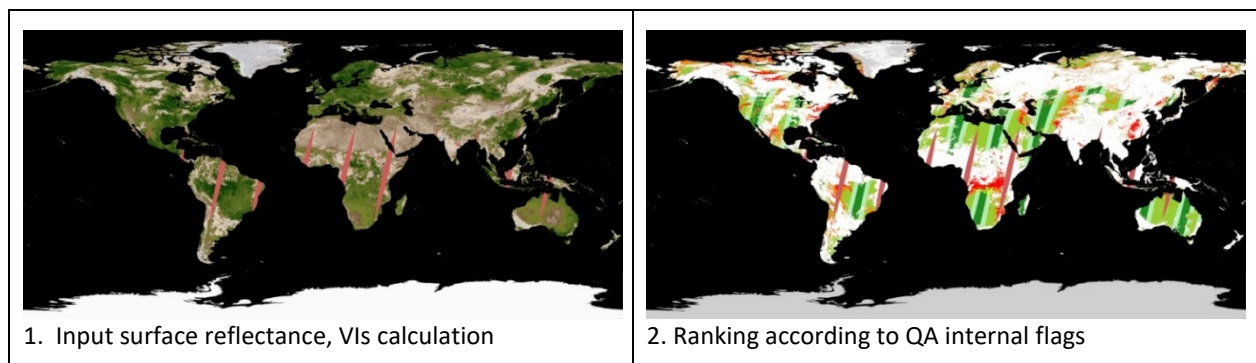 1. Input surface reflectance, VIs calculation
2. Ranking according to QA internal flags